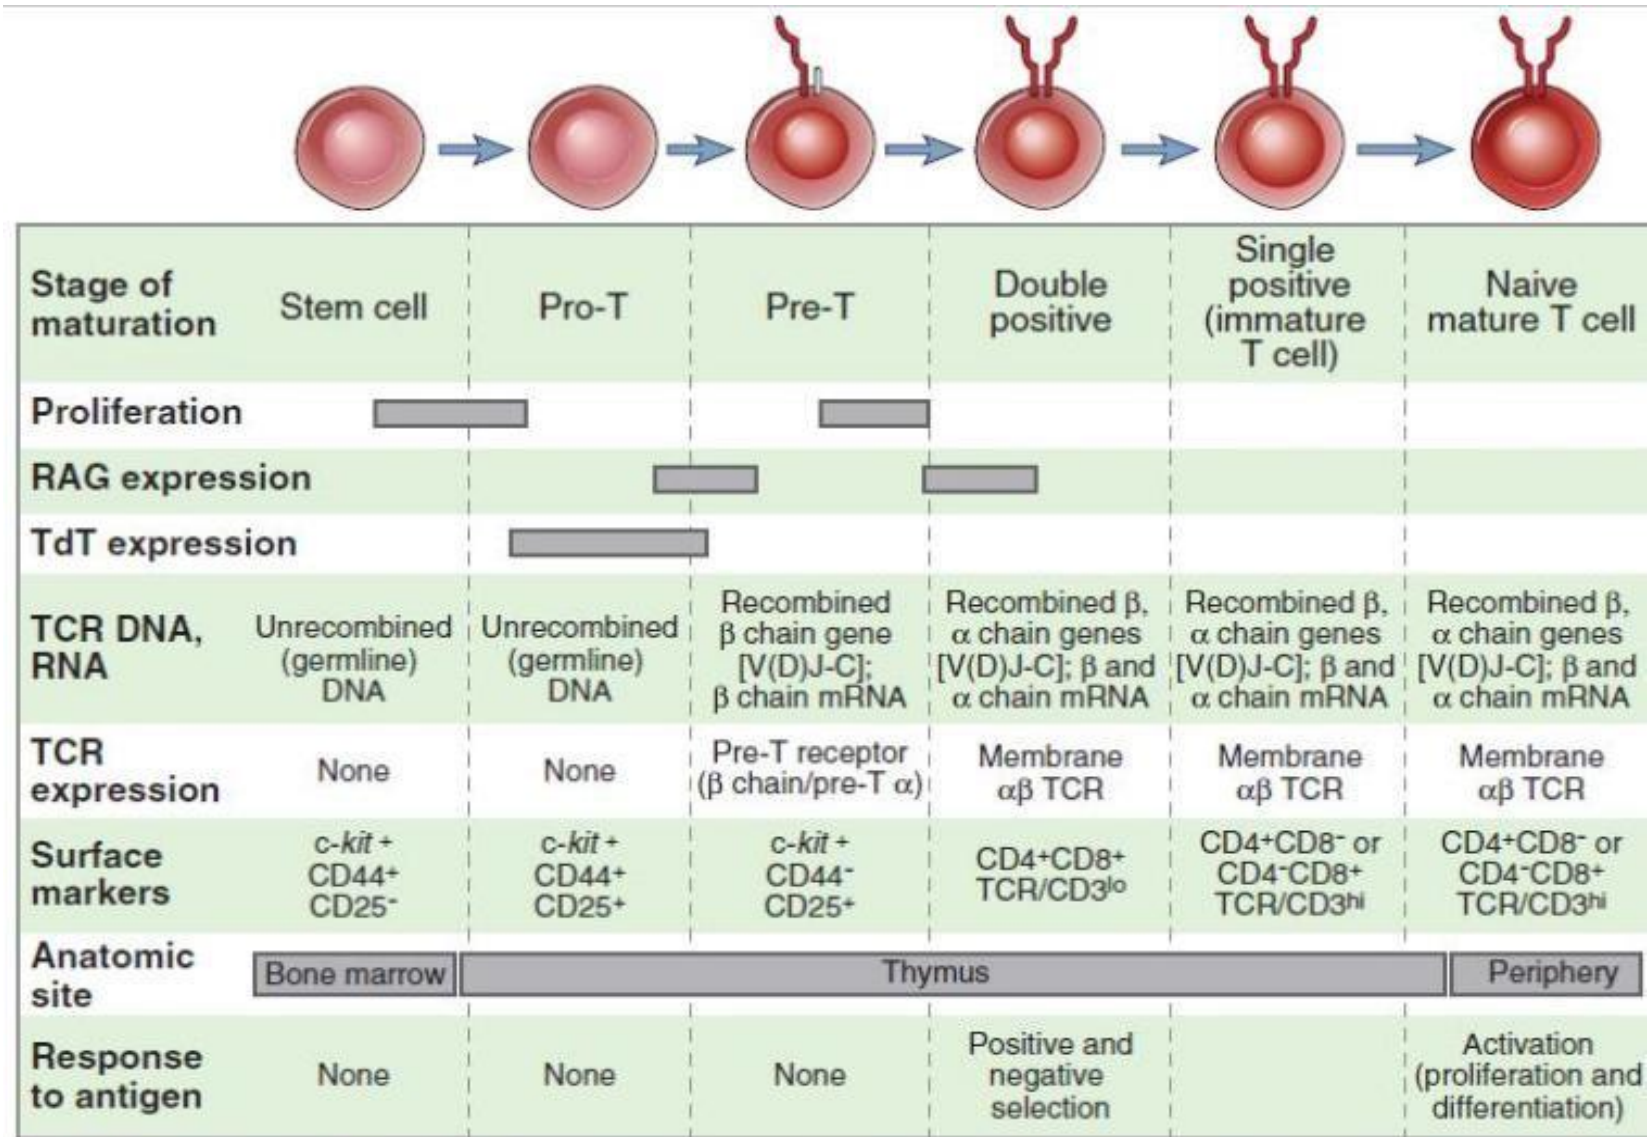 Stage of
maturation
Stem cell
Pro-T
Pre-T
Double
positive
Single
positive
(immature
T cell)
Naive
mature T cell
Proliferation
RAG expression
TdT expression
TCR DNA,
RNA
Unrecombined
(germline)
DNA
Unrecombined
(germline)
DNA
Recombined
β chain gene
[V(D)J-C];
β chain mRNA
Recombined β,
α chain genes
[V(D)J-C]; β and
α chain mRNA
Recombined β,
α chain genes
[V(D)J-C]; β and
α chain mRNA
Recombined β,
α chain genes
[V(D)J-C]; β and
α chain mRNA
TCR
expression
None
None
Pre-T receptor
(β chain/pre-T α)
Membrane
αβ TCR
Membrane
αβ TCR
Membrane
αβ TCR
Surface
markers
c-kit +
CD44+
CD25-
c-kit +
CD44+
CD25+
c-kit +
CD44-
CD25+
CD4+CD8+
TCR/CD3lo
CD4+CD8- or
CD4-CD8+
TCR/CD3hi
CD4+CD8- or
CD4-CD8+
TCR/CD3hi
Anatomic
site
Bone marrow
Thymus
Periphery
Response
to antigen
None
None
None
Positive and
negative
selection
Activation
(proliferation and
differentiation)